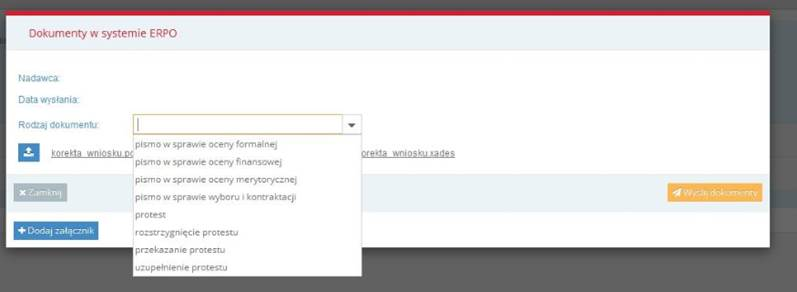 Dokumenty w systemie ERPO
Nadawca:
Data wysłania:
Rodzaj dokumentu:
pismo w sprawie oceny formalnej
korekta_wniosku.pd orekta_wniosku.xades
pismo w sprawie oceny finansowej
pismo w sprawie oceny merytorycznej
Zamknij
pismo w sprawie wyboru i kontraktacji
Wyślij dokumenty
protest
Dodaj załącznik
rozstrzygnięcie protestu
przekazanie protestu
uzupełnienie protestu